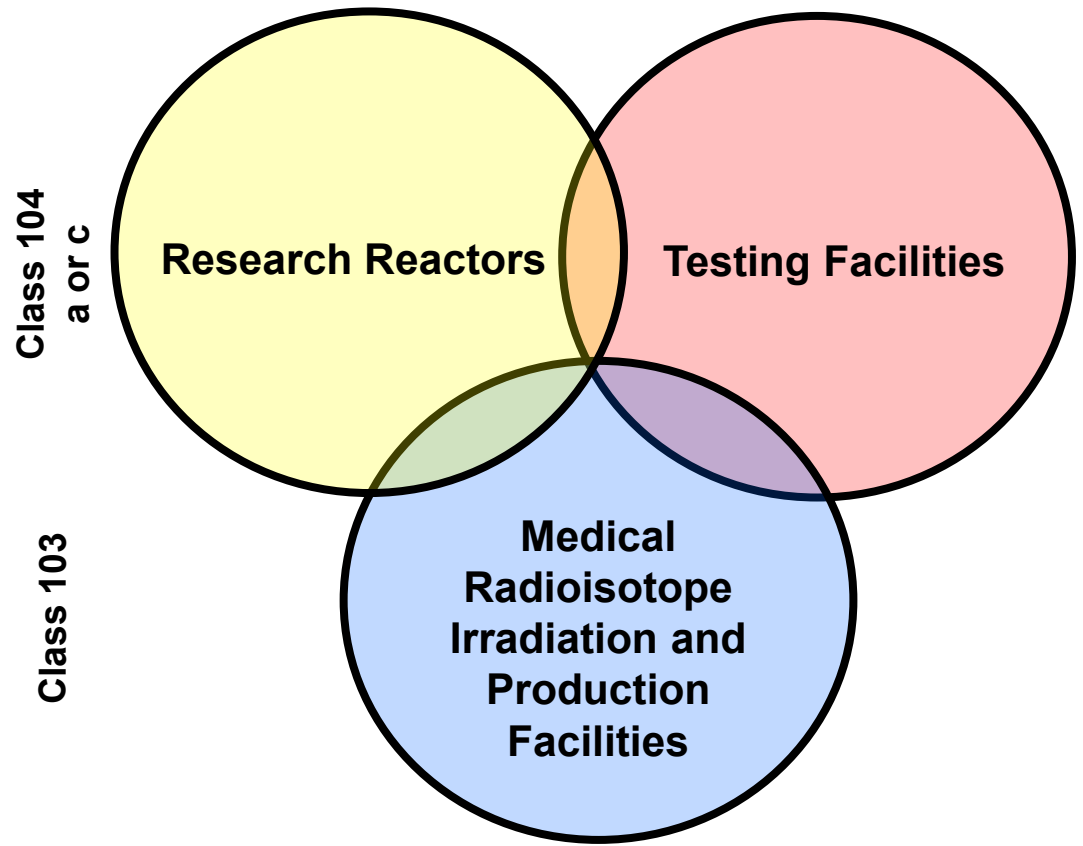 Class 104
a or c
Research Reactors
Testing Facilities
Class 103
Medical
Radioisotope
Irradiation and
Production
Facilities